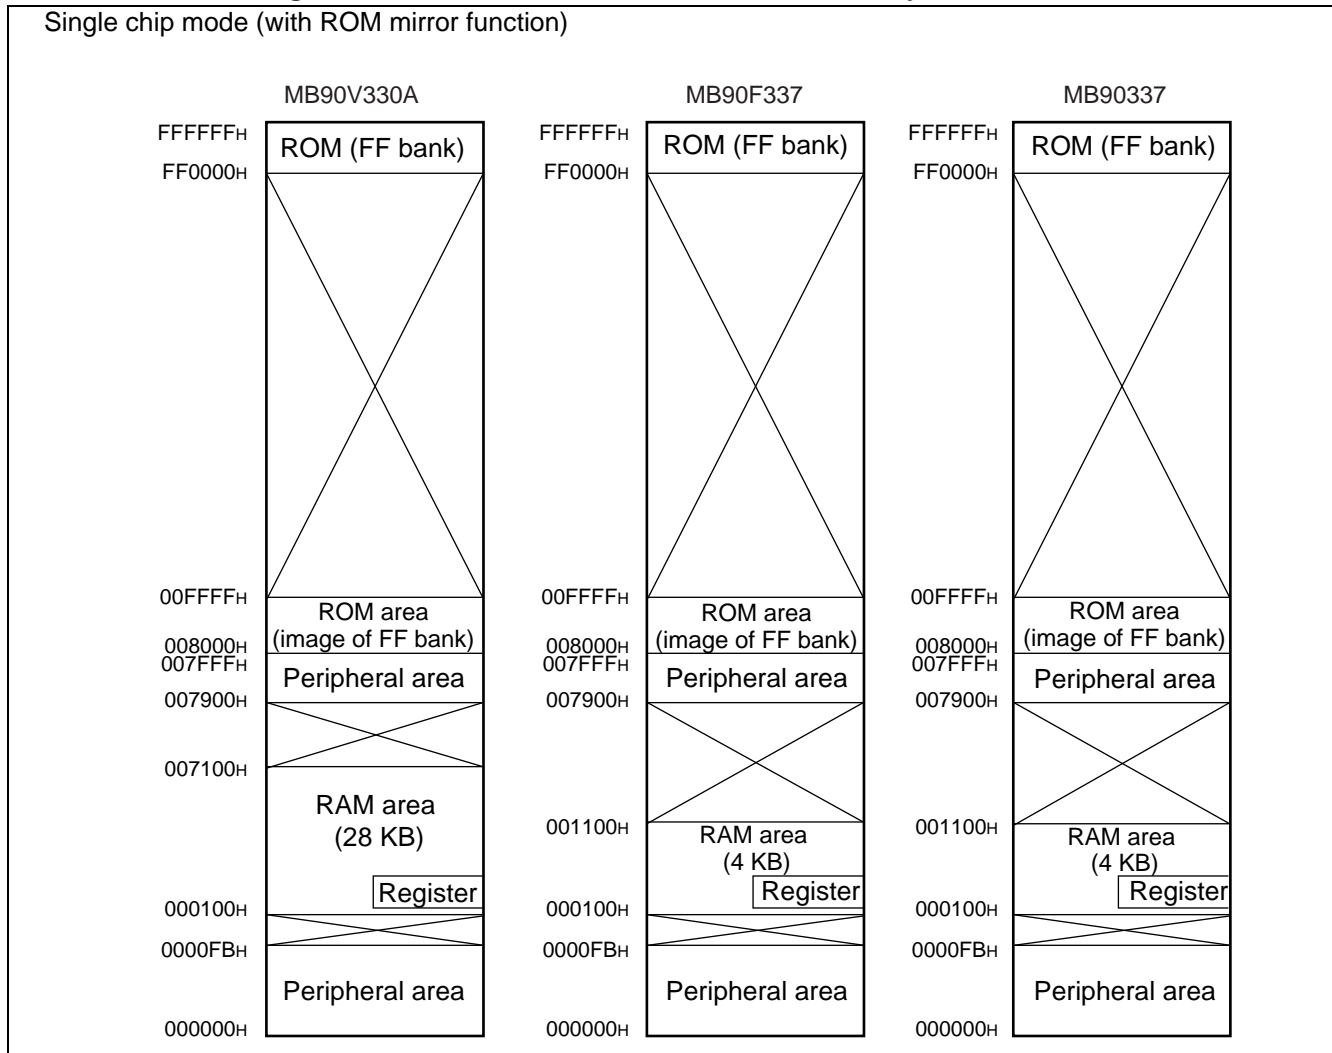 Single chip mode (with ROM mirror function)
MB90V330A
FFFFFFH
ROM (FF bank)
FF0000H
00FFFFH
ROM area
(image of FF bank)
008000H
007FFFH
Peripheral area
007900H
007100H
RAM area
(28 KB)
Register
000100H
0000FBH
Peripheral area
000000H
MB90F337
FFFFFFH
ROM (FF bank)
FF0000H
00FFFFH
ROM area
(image of FF bank)
008000H
007FFFH
Peripheral area
007900H
001100H
RAM area
(4 KB)
Register
000100H
0000FBH
Peripheral area
000000H
MB90337
FFFFFFH
ROM (FF bank)
FF0000H
00FFFFH
ROM area
(image of FF bank)
008000H
007FFFH
Peripheral area
007900H
001100H
RAM area
(4 KB)
Register
000100H
0000FBH
Peripheral area
000000H